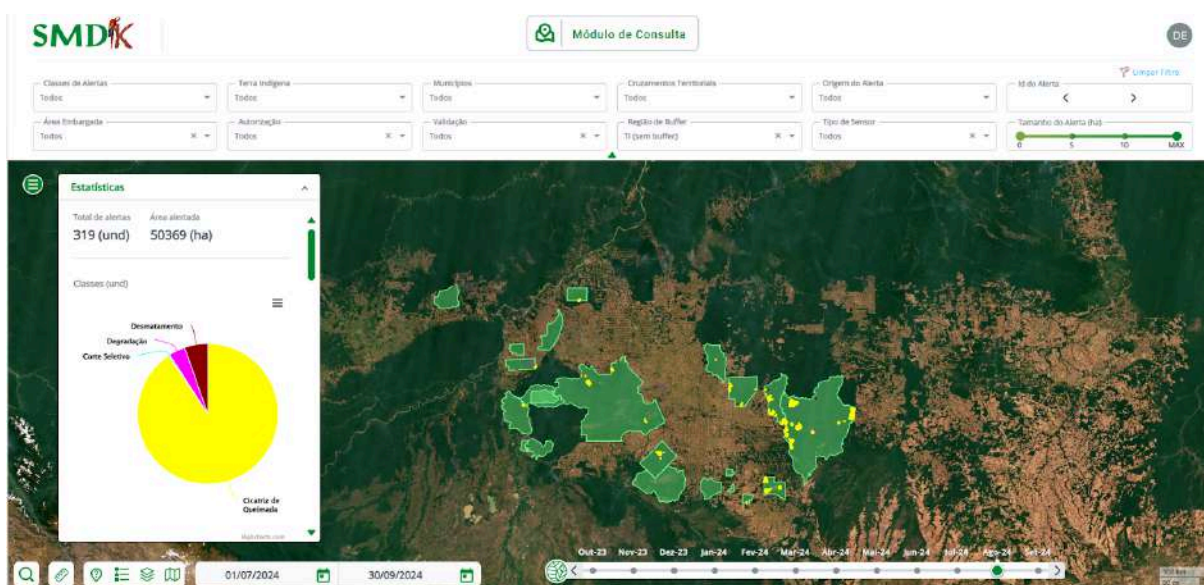 SMDK
Módulo de Consulta
DE
Limpar Filtro
Classes de Alertas
Todos
Terra Indígena
Todos
Municípios
Todos
Cruzamentos Territoriais
Todos
Origem do Alerta
Todos
Id do Alerta
Área Embargada
Todos
Autorização
Todos
Validação
Todos
Região de Buffer
TI (sem buffer)
Tipo de Sensor
Todos
Tamanho do Alerta (ha)
0 5 10 MAX
Estatísticas
Total de alertas Área alertada
319 (und) 50369 (ha)
Classes (und)
Desmatamento
Degradação
Corte Seletivo
Cicatriz de
Queimada
Out-23 Nov-23 Dez-23 Jan-24 Fev-24 Mar-24 Abr-24 Mai-24 Jun-24 Jul-24 Ago-24 Set-24
01/07/2024 30/09/2024